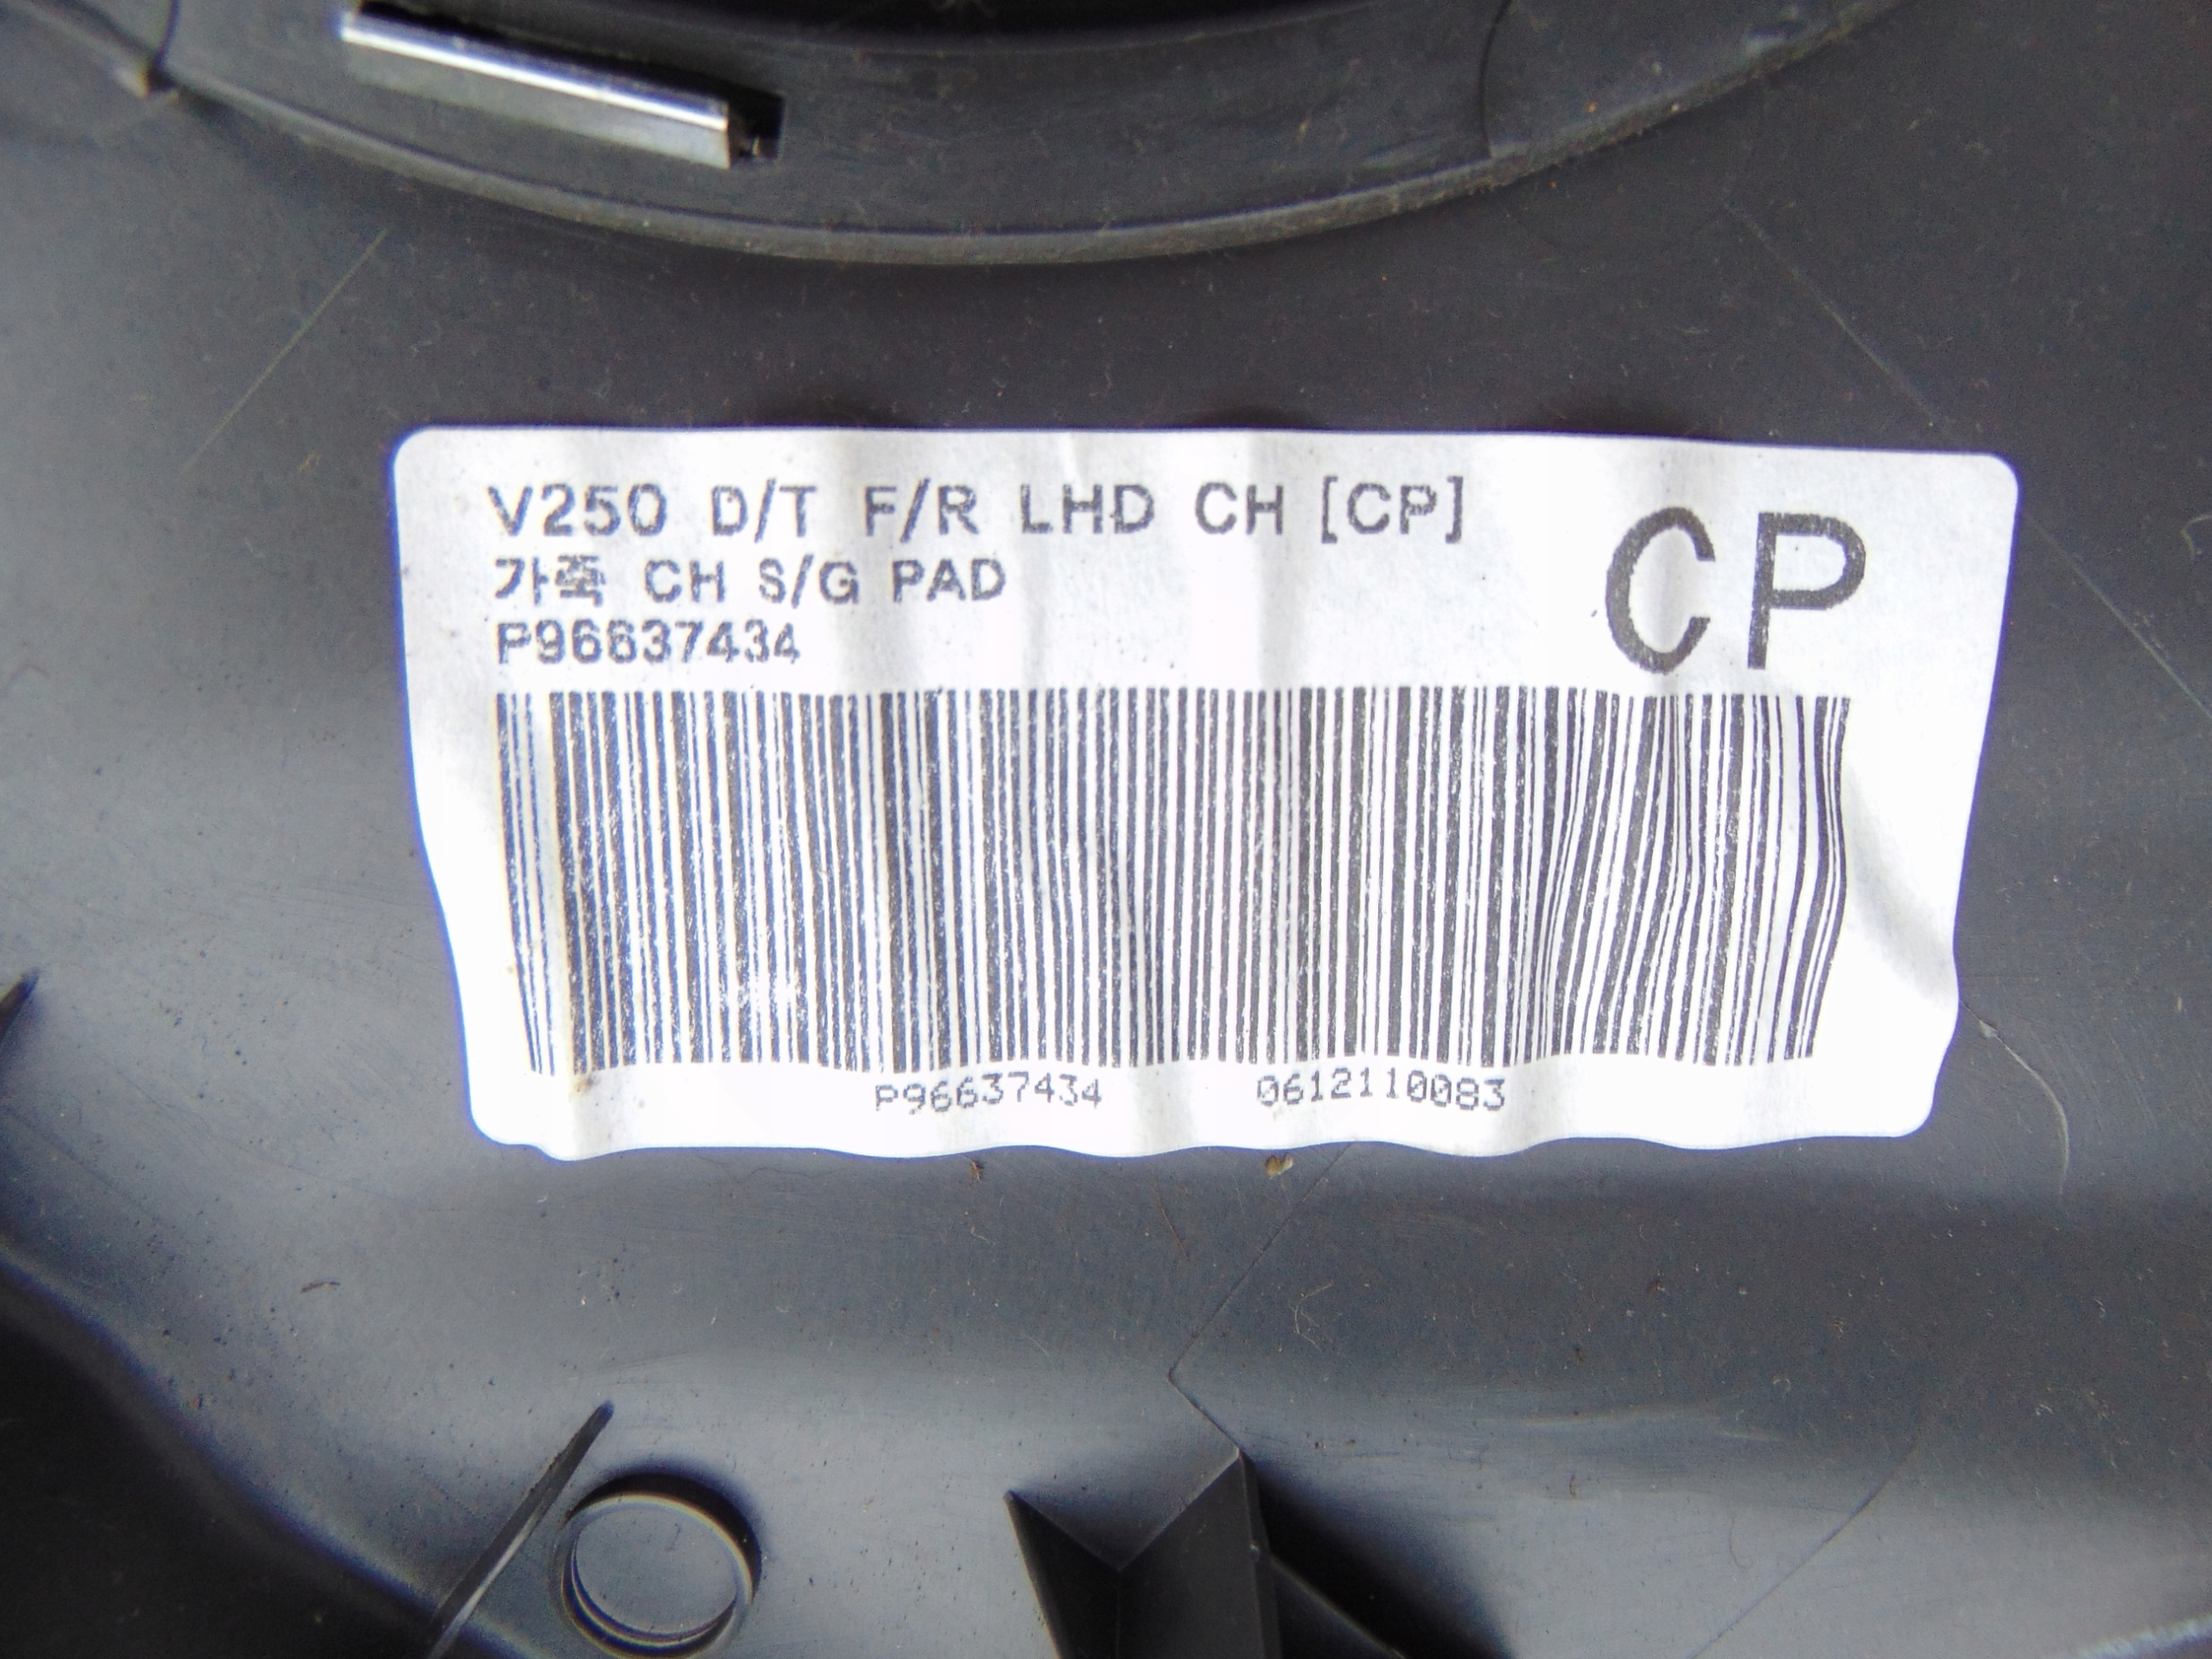 V250 D/T F/R LHD CH [CP]
CP
가죽 CH S/G PAD
P96637434
P96637434 0612110083